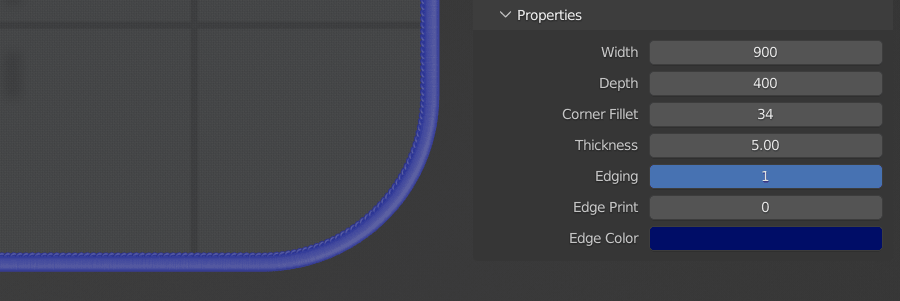 Properties
Width 900
Depth 400
Corner Fillet 34
Thickness 5.00
Edging 1
Edge Print 0
Edge Color